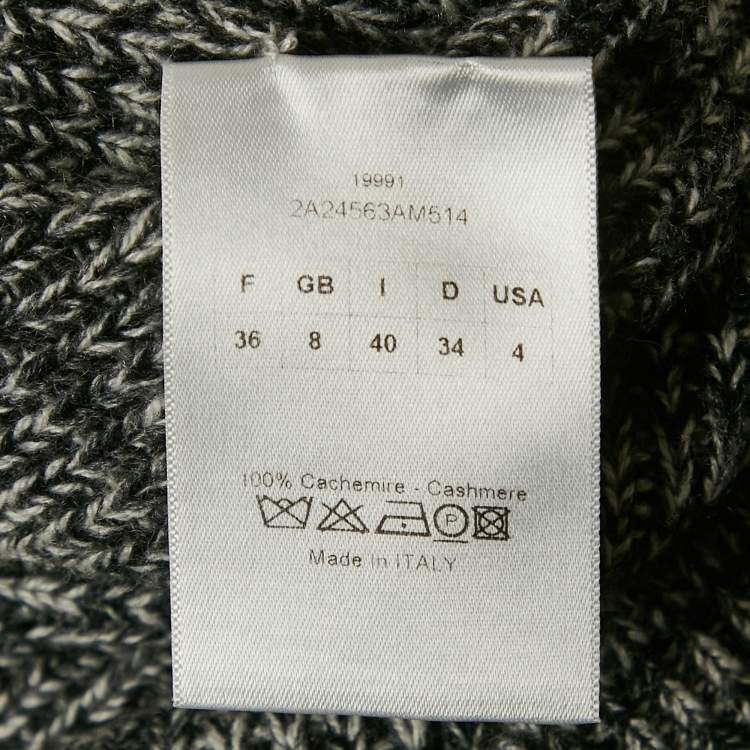 19991
2A24563AM514
F GB I D USA
36 8 40 34 4
100% Cachemire - Cashmere
P
Made in ITALY